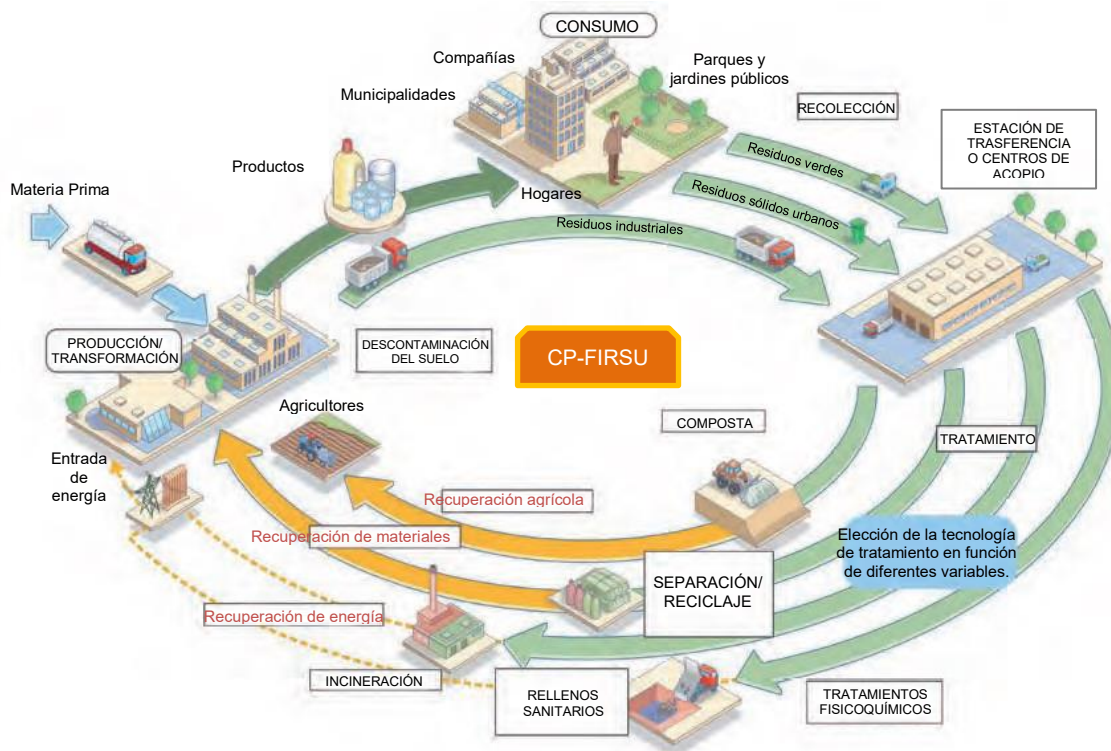 CONSUMO
Compañías
Parques y
jardines públicos
Municipalidades
RECOLECCIÓN
ESTACIÓN DE
TRASFERENCIA
O CENTROS DE
ACOPIO
Productos
Residuos verdes
Materia Prima
Hogares
Residuos sólidos urbanos
Residuos industriales
PRODUCCIÓN/
TRANSFORMACIÓN
DESCONTAMINACIÓN
DEL SUELO
CP-FIRSU
Agricultores
COMPOSTA
TRATAMIENTO
Entrada
de
energía
Recuperación agrícola
Recuperación de materiales
Elección de la tecnología
de tratamiento en función
de diferentes variables.
SEPARACIÓN/
RECICLAJE
Recuperación de energía
INCINERACIÓN
RELLENOS
SANITARIOS
TRATAMIENTOS
FISICOQUÍMICOS